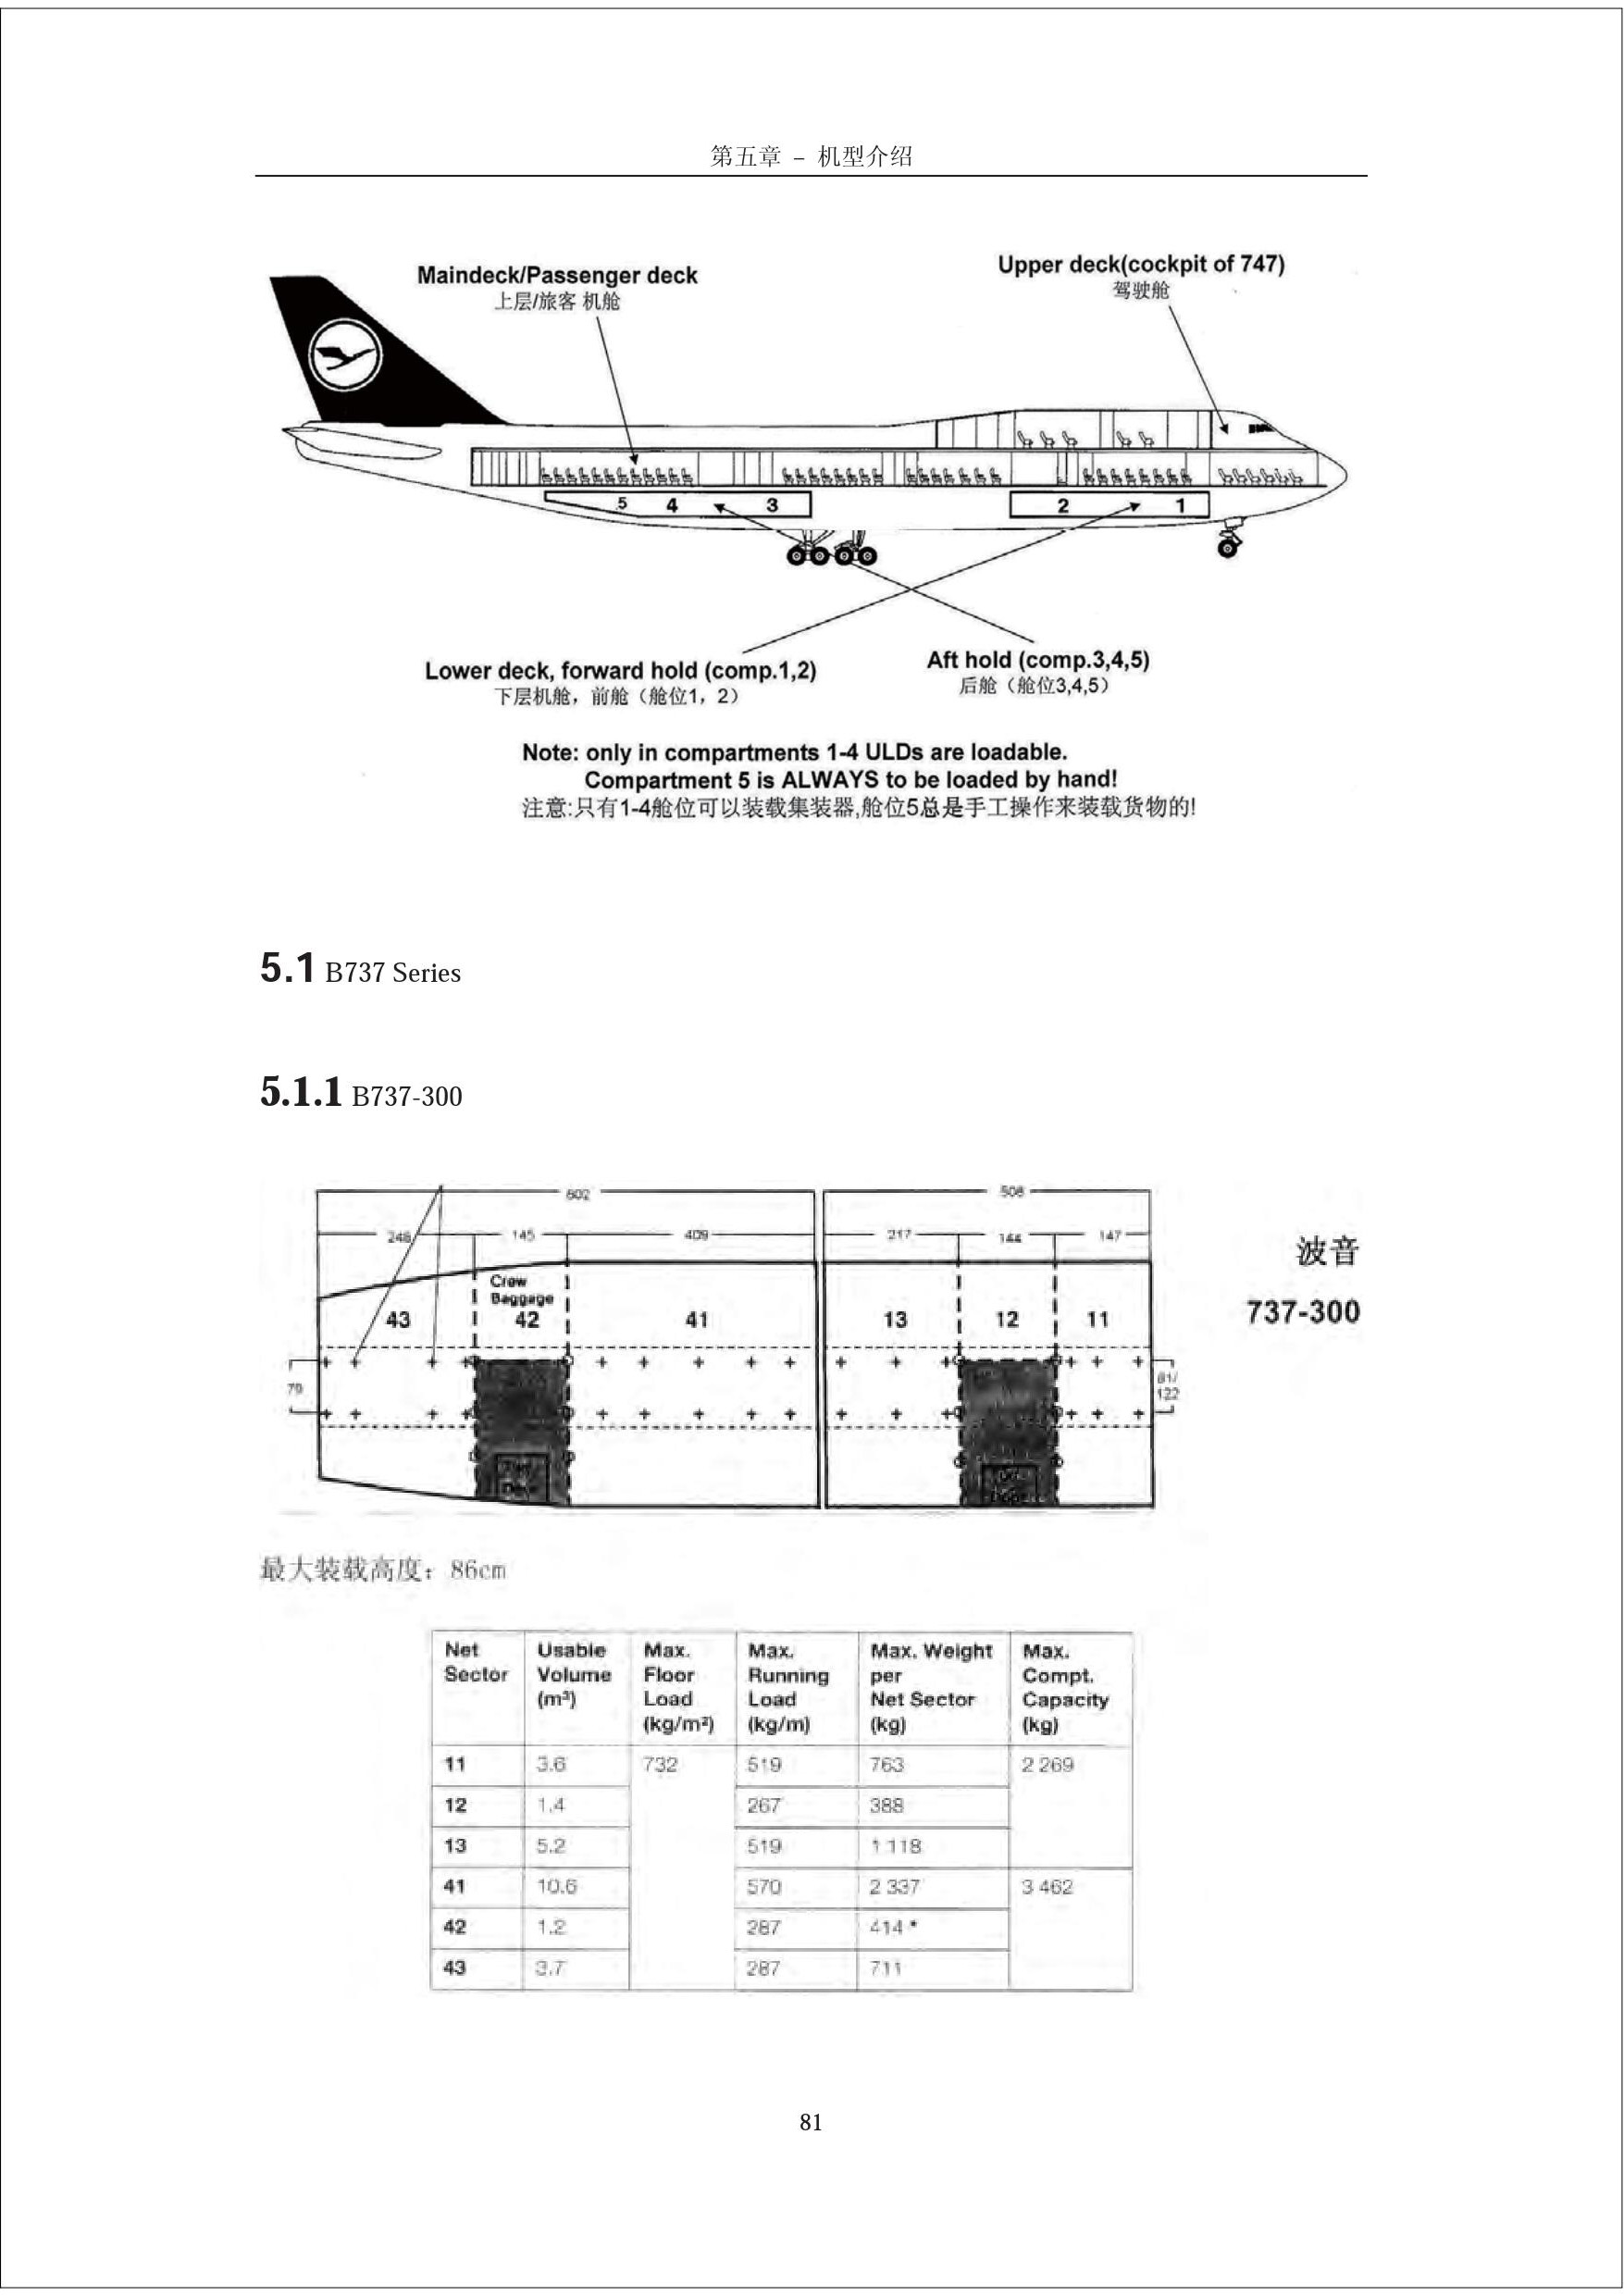 第五章 – 机型介绍
Maindeck/Passenger deck
上层/旅客 机舱
Upper deck(cockpit of 747)
驾驶舱
5 4 3 2 1
Lower deck, forward hold (comp.1,2)
下层机舱，前舱（舱位1，2）
Aft hold (comp.3,4,5)
后舱（舱位3,4,5）
Note: only in compartments 1-4 ULDs are loadable.
Compartment 5 is ALWAYS to be loaded by hand!
注意:只有1-4舱位可以装载集装器,舱位5总是手工操作来装载货物的!
5.1 B737 Series
5.1.1 B737-300
802 508
248 145 409 217 144 147
波音
737-300
Crew
Baggage
43 42 41 13 12 11
79
81/
122
最大装载高度：86cm
Net Sector Usable Volume (m³) Max. Floor Load (kg/m²) Max. Running Load (kg/m) Max. Weight per Net Sector (kg) Max. Compt. Capacity (kg)
11 3.6 732 519 763 2 269
12 1.4 267 388
13 5.2 519 1 118
41 10.6 570 2 337 3 462
42 1.2 287 414 *
43 3.7 287 711
81